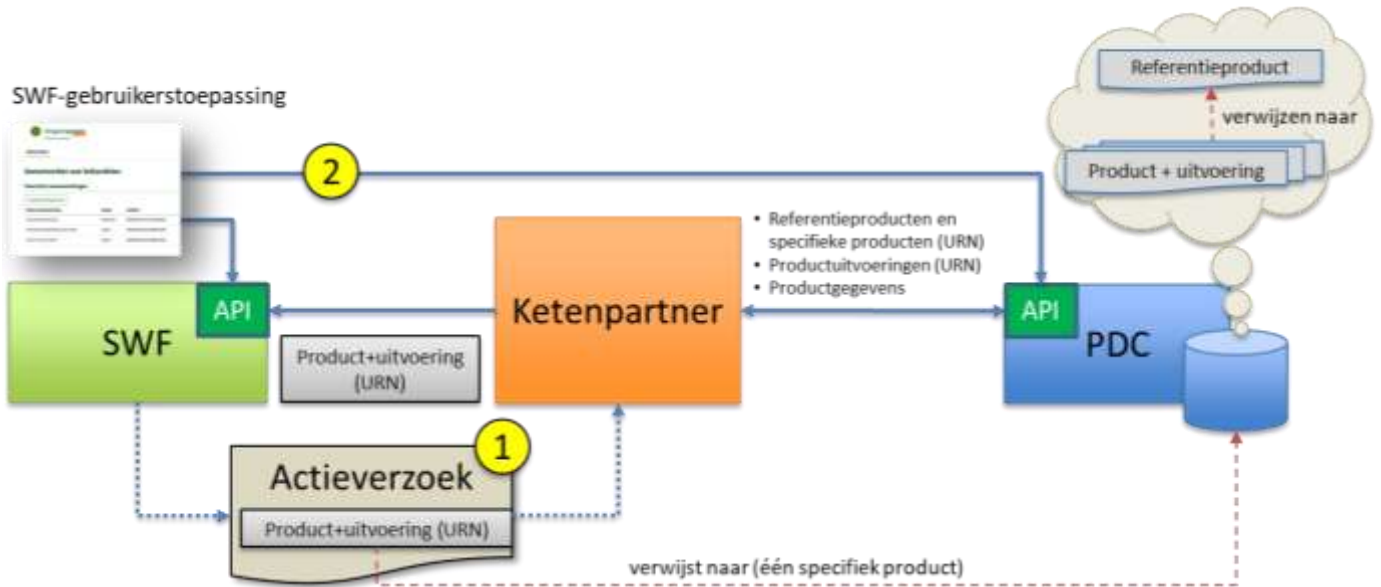 SWF-gebruikerstoepassing
2
Referentieproduct
verwijzen naar
Product + uitvoering
• Referentieproducten en
specifieke producten (URN)
• Productuitvoeringen (URN)
• Productgegevens
API
SWF
Product+uitvoering
(URN)
Ketenpartner
API
PDC
1
Actieverzoek
Product+uitvoering (URN)
verwijst naar (één specifiek product)